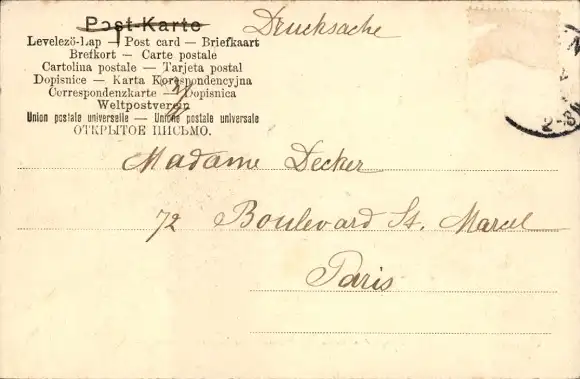 Post-Karte Drucksache
Levelező-Lap — Post card — Briefkaart
Brefkort — Carte postale
Cartolina postale — Tarjeta postal
Dopisnice — Karta Korespondencyjna
Correspondenzkarte — Dopisnica
Weltpostverein
Union postale universelle — Unione postale universale
ОТКРЫТОЕ ПИСЬМО.
Madame Decker
72 Boulevard St. Marcel
Paris